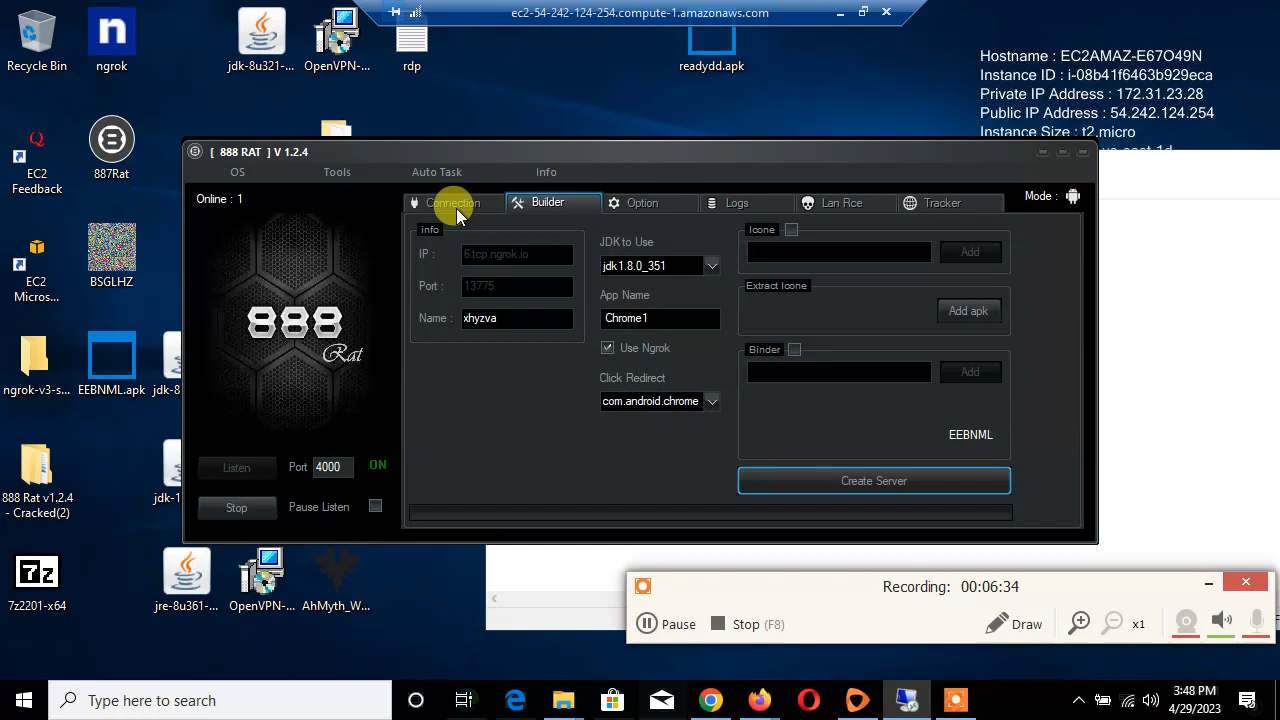 ec2-54-242-124-254.compute-1.amazonaws.com
Recycle Bin
ngrok
jdk-8u321-...
OpenVPN-...
rdp
readydd.apk
Hostname : EC2AMAZ-E67O49N
Instance ID : i-08b41f6463b929eca
Private IP Address : 172.31.23.28
Public IP Address : 54.242.124.254
Instance Size : t2.micro
EC2
Feedback
887Rat
EC2
Micros...
BSGLHZ
ngrok-v3-s...
EEBNML.apk
jdk-8
888 Rat v1.2.4
- Cracked(2)
jdk-1
7z2201-x64
jre-8u361-...
OpenVPN-...
AhMyth_W...
[ 888 RAT ] V 1.2.4
OS
Tools
Auto Task
Info
Online : 1
Connection
Builder
Option
Logs
Lan Rce
Tracker
Mode :
info
IP :
6.tcp.ngrok.io
Port :
13775
Name :
xhyzva
JDK to Use
jdk1.8.0_351
App Name
Chrome1
Use Ngrok
Click Redirect
com.android.chrome
Icone
Add
Extract Icone
Add apk
Binder
Add
EEBNML
Create Server
888
Rat
Listen
Port
4000
ON
Stop
Pause Listen
Recording: 00:06:34
Pause
Stop (F8)
Draw
x1
Type here to search
3:48 PM
4/29/2023